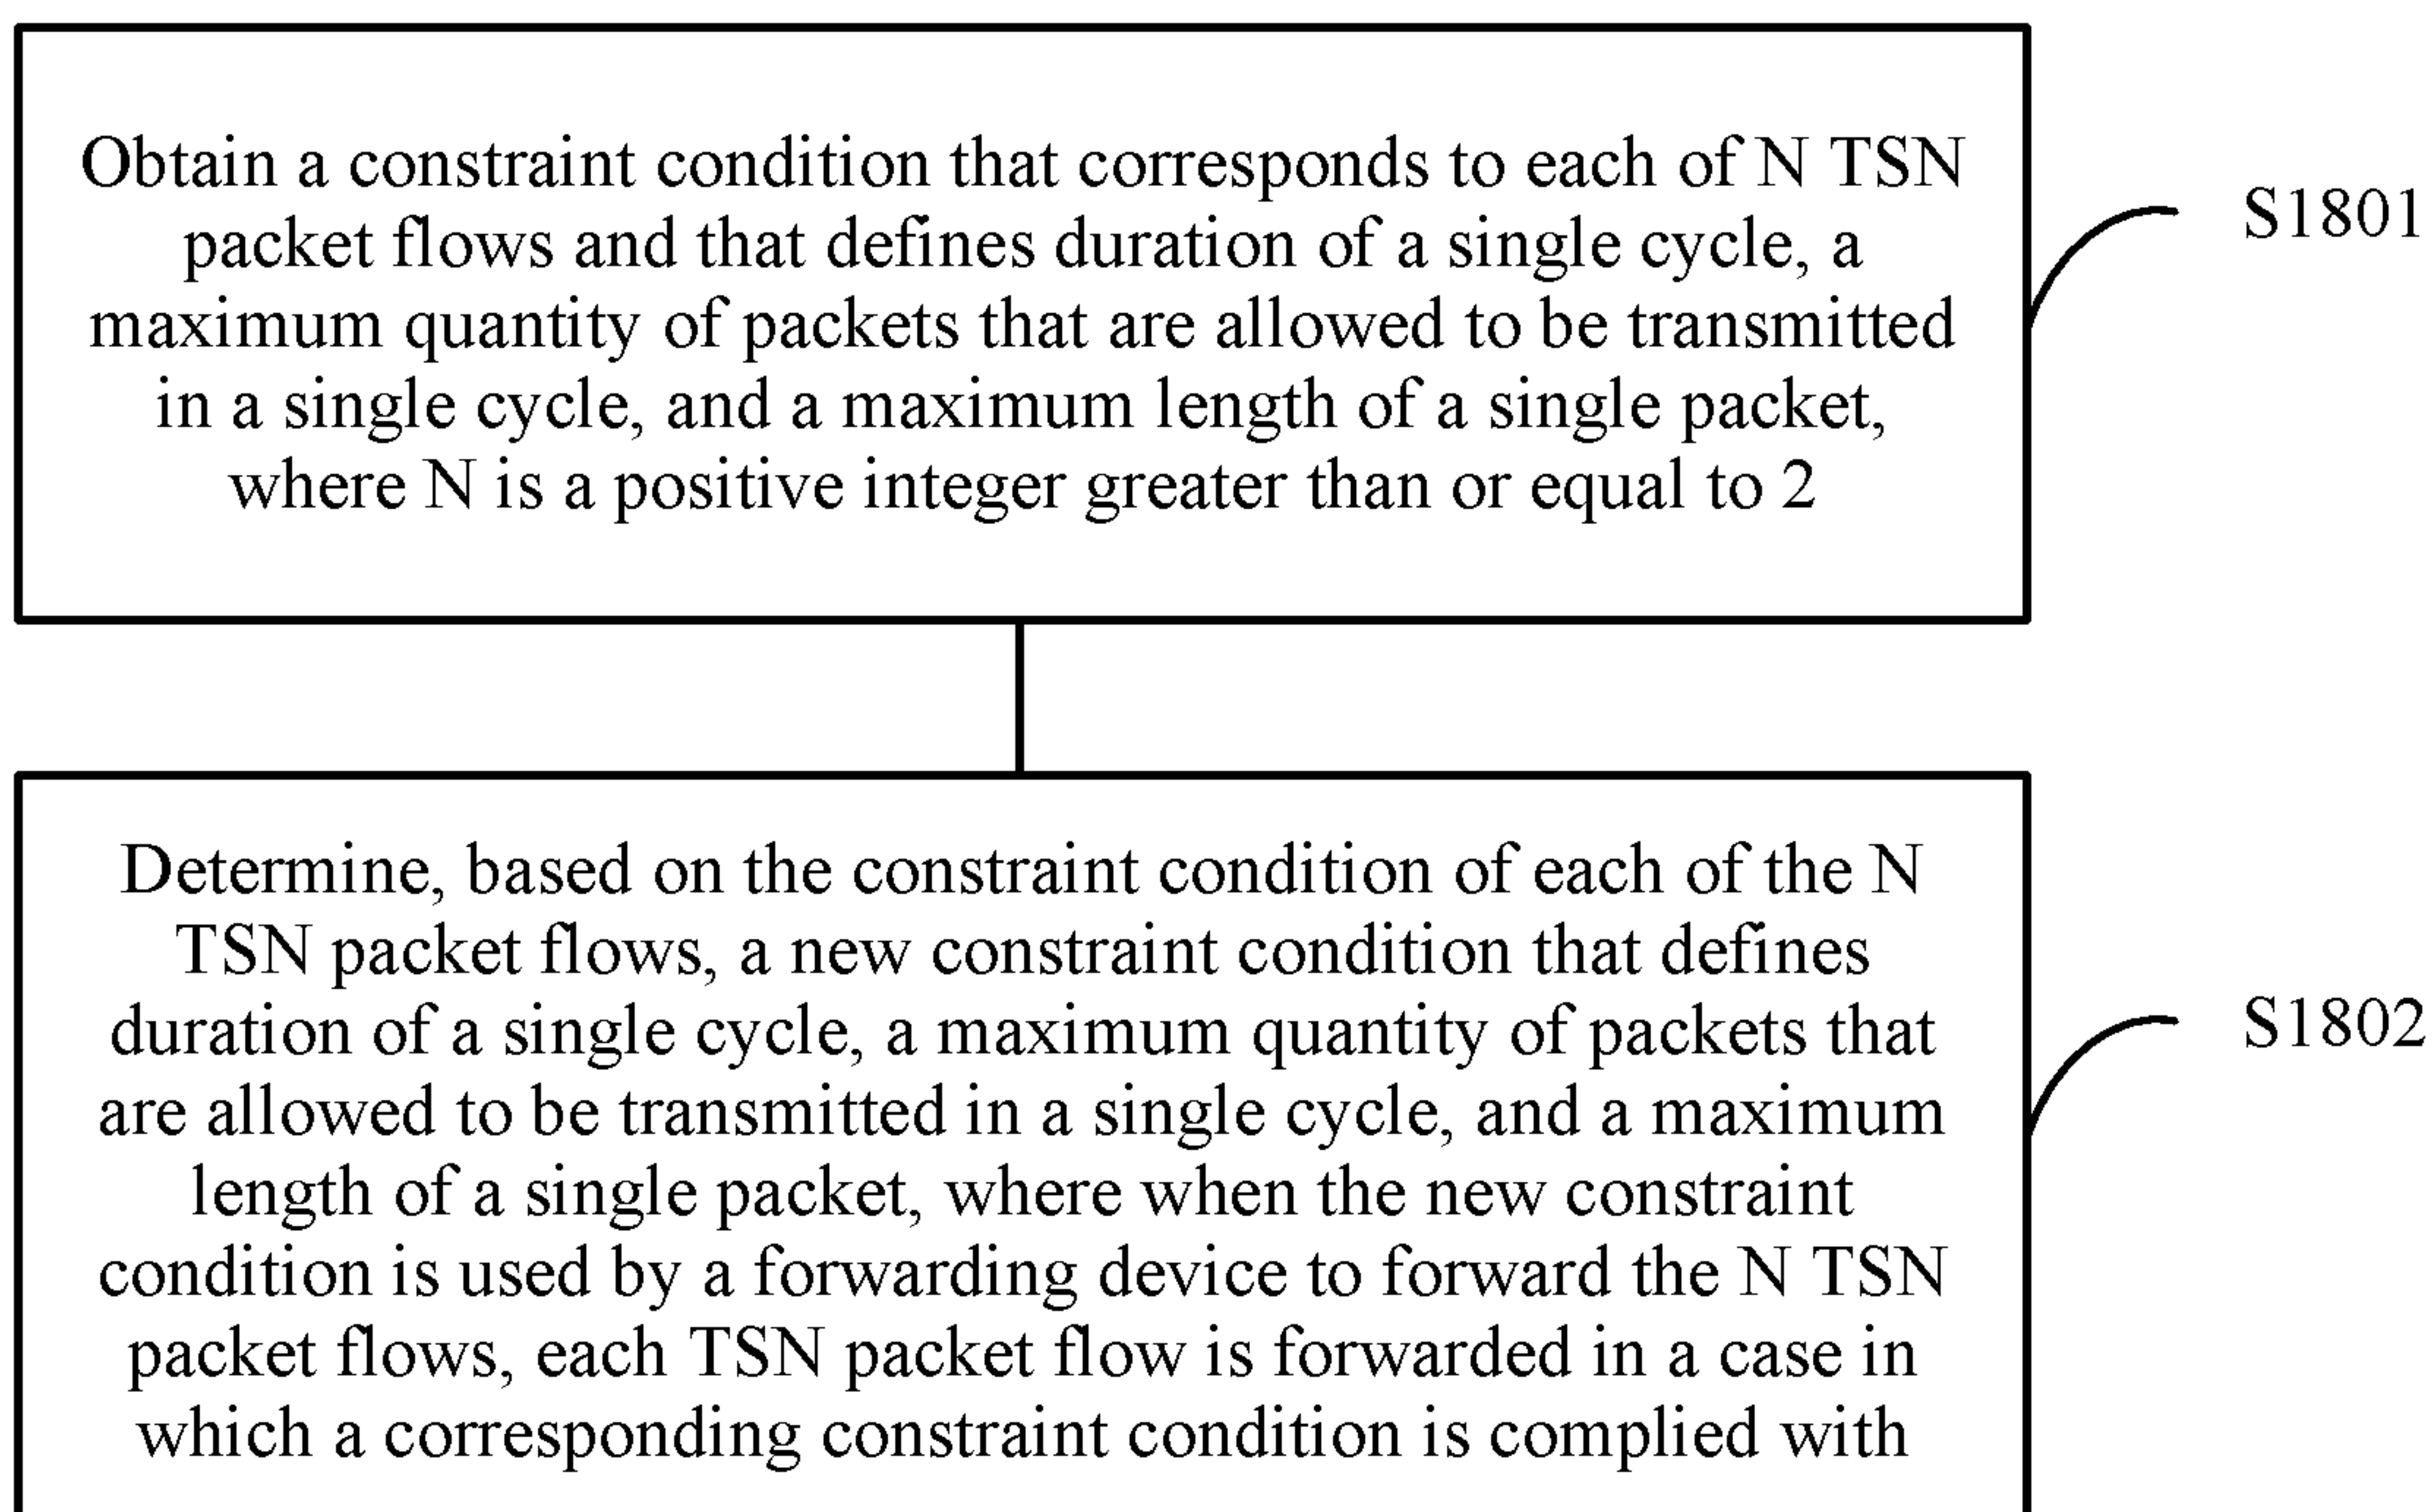 Obtain a constraint condition that corresponds to each of N TSN
packet flows and that defines duration of a single cycle, a
maximum quantity of packets that are allowed to be transmitted
in a single cycle, and a maximum length of a single packet,
where N is a positive integer greater than or equal to 2
S1801
Determine, based on the constraint condition of each of the N
TSN packet flows, a new constraint condition that defines
duration of a single cycle, a maximum quantity of packets that
are allowed to be transmitted in a single cycle, and a maximum
length of a single packet, where when the new constraint
condition is used by a forwarding device to forward the N TSN
packet flows, each TSN packet flow is forwarded in a case in
which a corresponding constraint condition is complied with
S1802